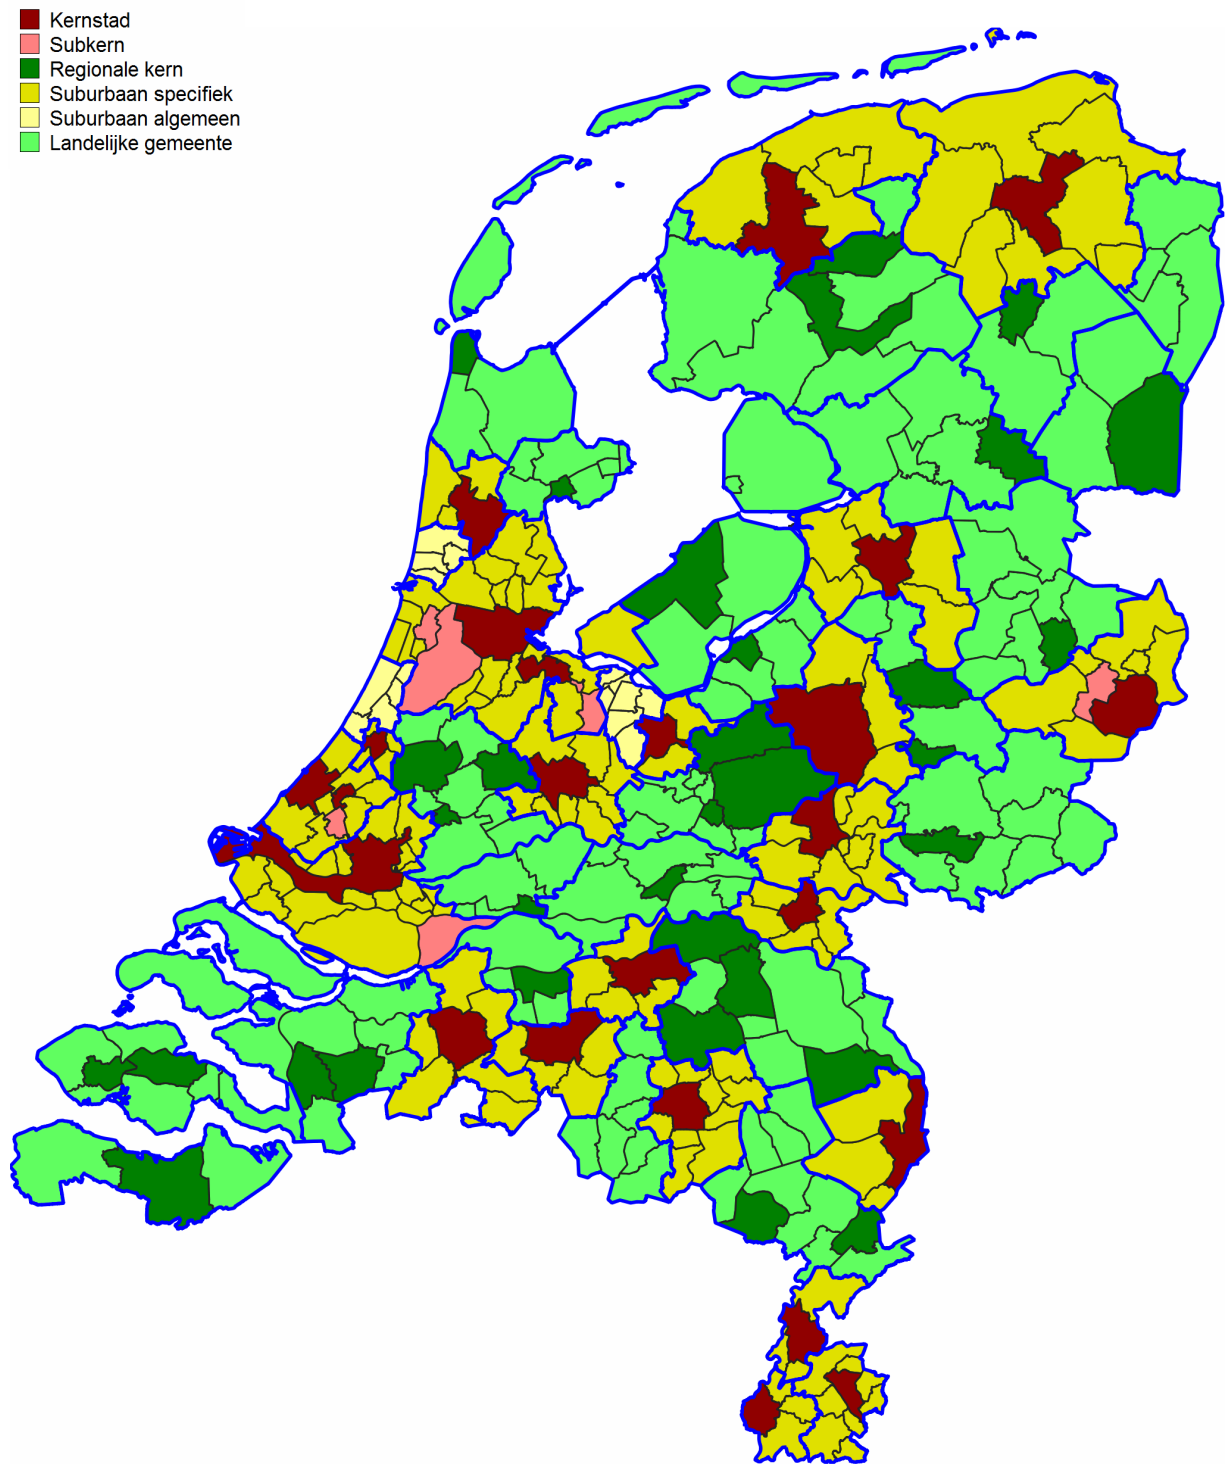 Kernstad
Subkern
Regionale kern
Suburbaan specifiek
Suburbaan algemeen
Landelijke gemeente